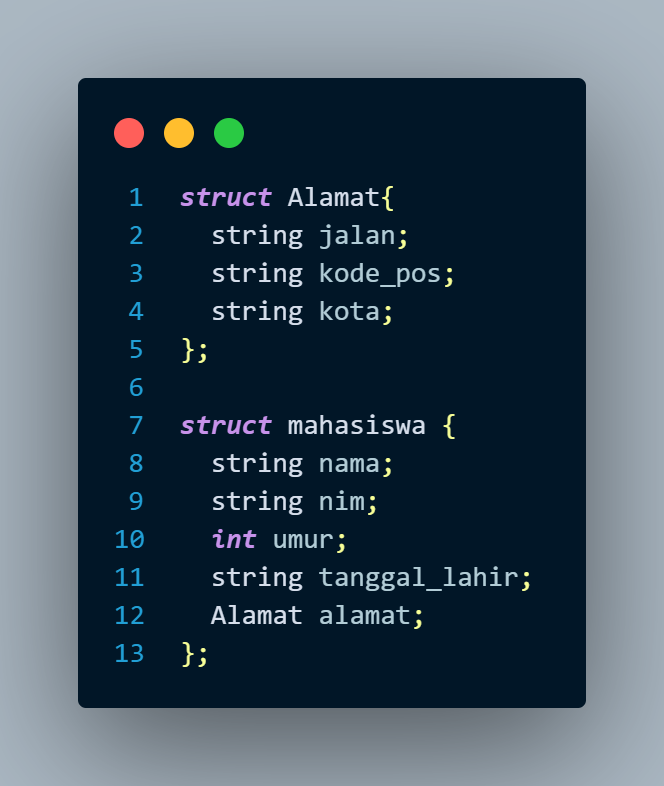 1 struct Alamat{
2   string jalan;
3   string kode_pos;
4   string kota;
5 };
6
7 struct mahasiswa {
8   string nama;
9   string nim;
10   int umur;
11   string tanggal_lahir;
12   Alamat alamat;
13 };